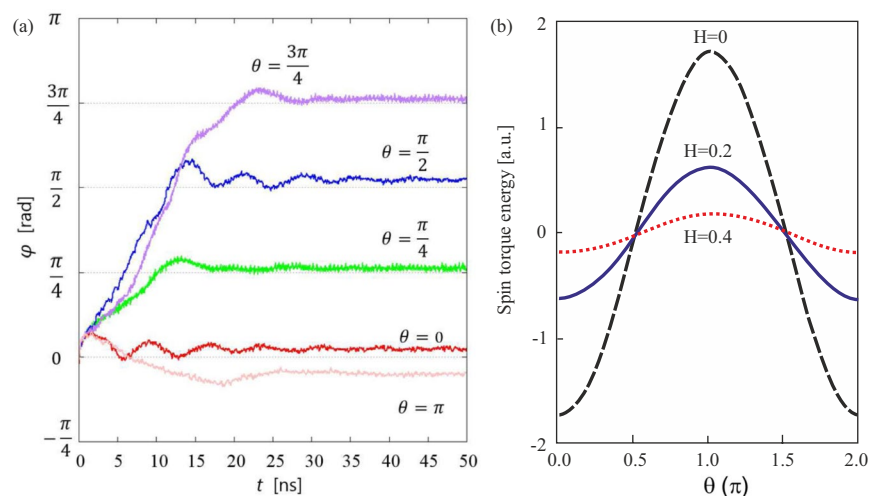 (a)
π
3π/4
π/2
π/4
0
−π/4
φ [rad]
θ = 3π/4
θ = π/2
θ = π/4
θ = 0
θ = π
0 5 10 15 20 25 30 35 40 45 50
t [ns]
(b)
2
1
0
-1
-2
Spin torque energy [a.u.]
H=0
H=0.2
H=0.4
0.0 0.5 1.0 1.5 2.0
θ (π)